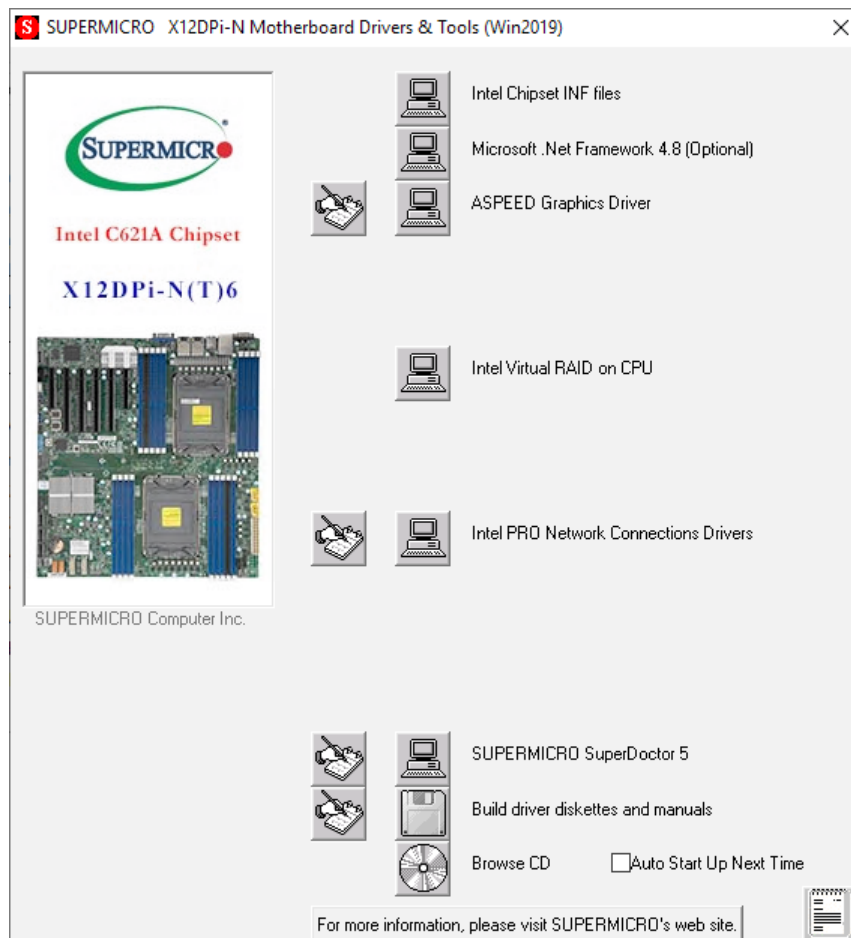 S SUPERMICRO X12DPi-N Motherboard Drivers & Tools (Win2019)
SUPERMICRO
Intel C621A Chipset
X12DPi-N(T)6
SUPERMICRO Computer Inc.
Intel Chipset INF files
Microsoft .Net Framework 4.8 (Optional)
ASPEED Graphics Driver
Intel Virtual RAID on CPU
Intel PRO Network Connections Drivers
SUPERMICRO SuperDoctor 5
Build driver diskettes and manuals
Browse CD Auto Start Up Next Time
For more information, please visit SUPERMICRO's web site.